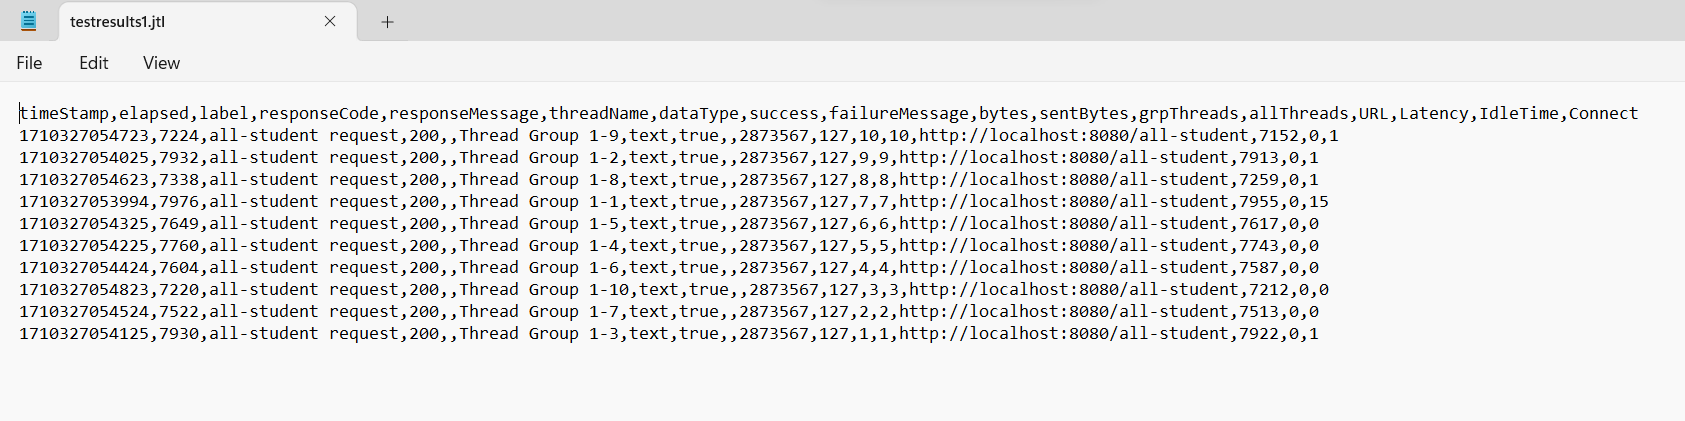 testresults1.jtl
File Edit View
timeStamp,elapsed,label,responseCode,responseMessage,threadName,dataType,success,failureMessage,bytes,sentBytes,grpThreads,allThreads,URL,Latency,IdleTime,Connect
1710327054723,7224,all-student request,200,,Thread Group 1-9,text,true,,2873567,127,10,10,http://localhost:8080/all-student,7152,0,1
1710327054025,7932,all-student request,200,,Thread Group 1-2,text,true,,2873567,127,9,9,http://localhost:8080/all-student,7913,0,1
1710327054623,7338,all-student request,200,,Thread Group 1-8,text,true,,2873567,127,8,8,http://localhost:8080/all-student,7259,0,1
1710327053994,7976,all-student request,200,,Thread Group 1-1,text,true,,2873567,127,7,7,http://localhost:8080/all-student,7955,0,15
1710327054325,7649,all-student request,200,,Thread Group 1-5,text,true,,2873567,127,6,6,http://localhost:8080/all-student,7617,0,0
1710327054225,7760,all-student request,200,,Thread Group 1-4,text,true,,2873567,127,5,5,http://localhost:8080/all-student,7743,0,0
1710327054424,7604,all-student request,200,,Thread Group 1-6,text,true,,2873567,127,4,4,http://localhost:8080/all-student,7587,0,0
1710327054823,7220,all-student request,200,,Thread Group 1-10,text,true,,2873567,127,3,3,http://localhost:8080/all-student,7212,0,0
1710327054524,7522,all-student request,200,,Thread Group 1-7,text,true,,2873567,127,2,2,http://localhost:8080/all-student,7513,0,0
1710327054125,7930,all-student request,200,,Thread Group 1-3,text,true,,2873567,127,1,1,http://localhost:8080/all-student,7922,0,1